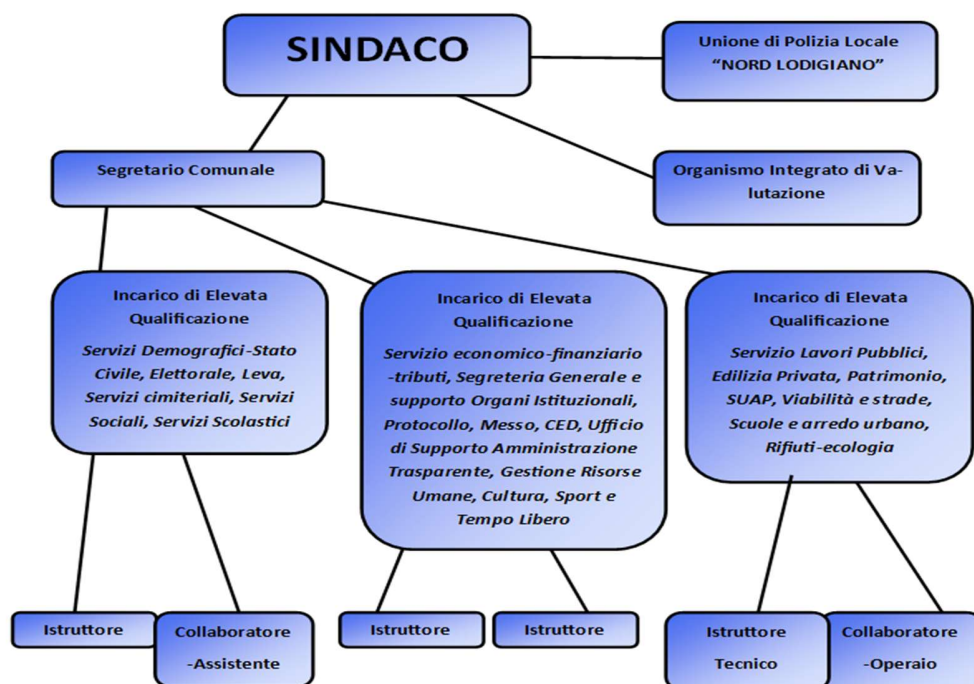 SINDACO
Unione di Polizia Locale
“NORD LODIGIANO”
Segretario Comunale
Organismo Integrato di Va-
lutazione
Incarico di Elevata
Qualificazione
Servizi Demografici-Stato
Civile, Elettorale, Leva,
Servizi cimiteriali, Servizi
Sociali, Servizi Scolastici
Incarico di Elevata
Qualificazione
Servizio economico-finanziario
-tributi, Segreteria Generale e
supporto Organi Istituzionali,
Protocollo, Messo, CED, Ufficio
di Supporto Amministrazione
Trasparente, Gestione Risorse
Umane, Cultura, Sport e
Tempo Libero
Incarico di Elevata
Qualificazione
Servizio Lavori Pubblici,
Edilizia Privata, Patrimonio,
SUAP, Viabilità e strade,
Scuole e arredo urbano,
Rifiuti-ecologia
Istruttore
Collaboratore
-Assistente
Istruttore
Istruttore
Istruttore
Tecnico
Collaboratore
-Operaio